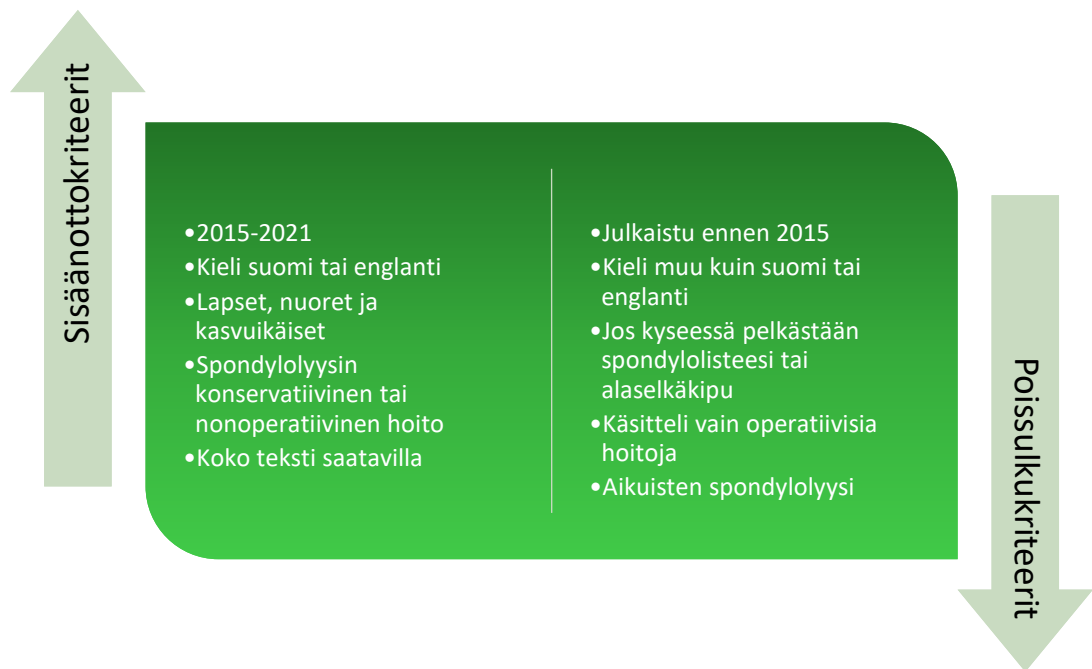 Sisäänottokriteerit
•2015-2021
•Kieli suomi tai englanti
•Lapset, nuoret ja
kasvuikäiset
•Spondylolyysin
konservatiivinen tai
nonoperatiivinen hoito
•Koko teksti saatavilla
•Julkaistu ennen 2015
•Kieli muu kuin suomi tai
englanti
•Jos kyseessä pelkästään
spondylolisteesi tai
alaselkäkipu
•Käsitteli vain operatiivisia
hoitoja
•Aikuisten spondylolyysi
Poissulkukriteerit